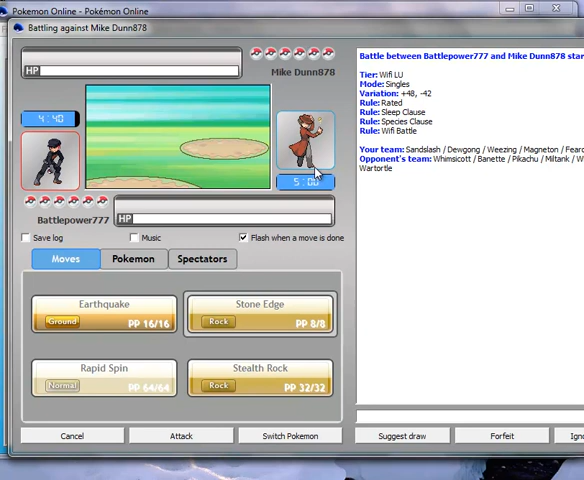 Pokemon Online - Pokémon Online
Battling against Mike Dunn878
HP
Mike Dunn878
4:40
5:00
Battlepower777
HP
Save log
Music
Flash when a move is done
Moves
Pokemon
Spectators
Earthquake
Ground
PP 16/16
Stone Edge
Rock
PP 8/8
Rapid Spin
Normal
PP 64/64
Stealth Rock
Rock
PP 32/32
Cancel
Attack
Switch Pokemon
Battle between Battlepower777 and Mike Dunn878 star
Tier: Wifi LU
Mode: Singles
Variation: +48, -42
Rule: Rated
Rule: Sleep Clause
Rule: Species Clause
Rule: Wifi Battle
Your team: Sandslash / Dewgong / Weezing / Magneton / Fearo
Opponent's team: Whimsicott / Banette / Pikachu / Miltank / W
Wartortle
Suggest draw
Forfeit
Igno